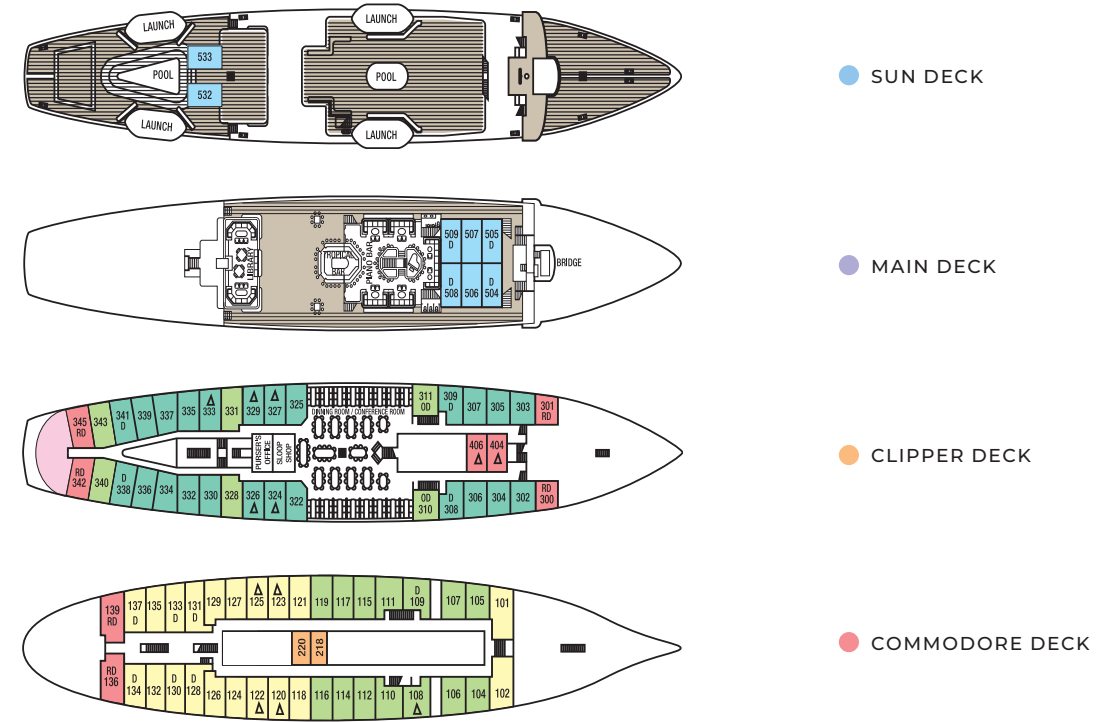 LAUNCH
LAUNCH
533
POOL
POOL
532
LAUNCH
LAUNCH
SUN DECK
509
D
507
505
D
LIBRARY
TROPICAL
BAR
PIANO BAR
BRIDGE
D
508
506
D
504
MAIN DECK
345
RD
343
341
D
339
337
335
333
331
329
327
325
DINNING ROOM / CONFERENCE ROOM
311
OD
309
D
307
305
303
301
RD
PURSER'S
OFFICE
SLOOP
SHOP
406
404
RD
342
340
D
338
336
334
332
330
328
326
324
322
OD
310
D
308
306
304
302
RD
300
CLIPPER DECK
139
RD
137
D
135
133
D
131
D
129
127
125
123
121
119
117
115
111
D
109
107
105
101
220
218
RD
136
D
134
132
D
130
D
128
126
124
122
120
118
116
114
112
110
108
106
104
102
COMMODORE DECK